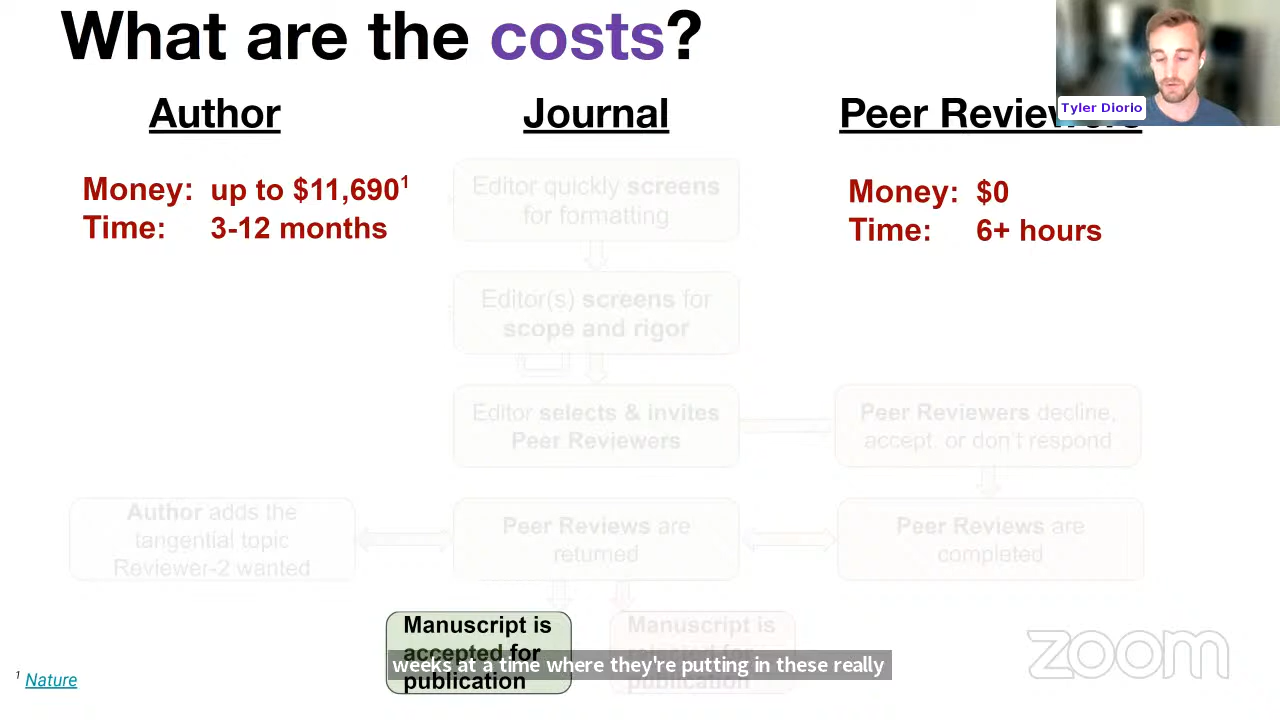 What are the costs?
Author
Journal
Peer Reviewers
Tyler Diorio
Money: up to $11,690¹
Time: 3-12 months
Money: $0
Time: 6+ hours
Editor quickly screens
for formatting
Editor(s) screens for
scope and rigor
Editor selects & invites
Peer Reviewers
Peer Reviewers decline,
accept, or don't respond
Author adds the
tangential topic
Reviewer-2 wanted
Peer Reviews are
returned
Peer Reviews are
completed
Manuscript is
accepted for
publication
Manuscript is
rejected for
publication
weeks at a time where they're putting in these really
¹ Nature
zoom